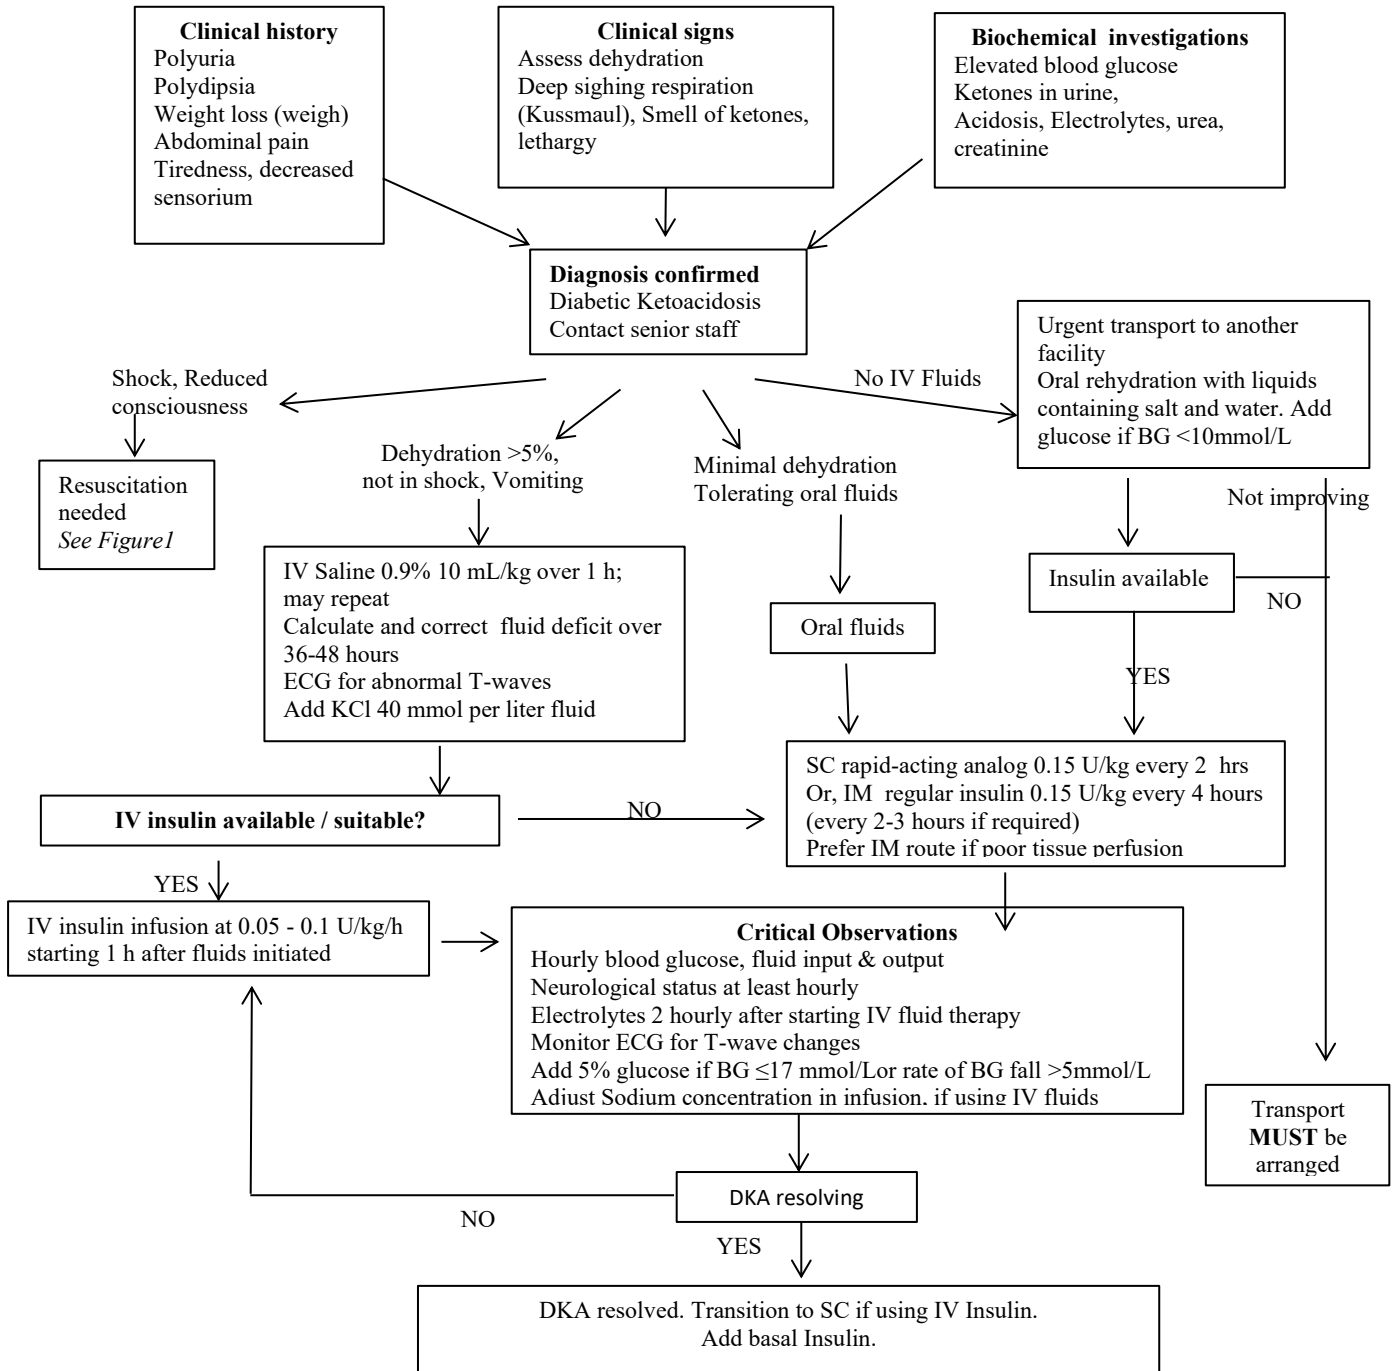 Clinical history
Polyuria
Polydipsia
Weight loss (weigh)
Abdominal pain
Tiredness, decreased
sensorium
Clinical signs
Assess dehydration
Deep sighing respiration
(Kussmaul), Smell of ketones,
lethargy
Biochemical investigations
Elevated blood glucose
Ketones in urine,
Acidosis, Electrolytes, urea,
creatinine
Diagnosis confirmed
Diabetic Ketoacidosis
Contact senior staff
Shock, Reduced
consciousness
Resuscitation
needed
See Figure1
Dehydration >5%,
not in shock, Vomiting
Minimal dehydration
Tolerating oral fluids
No IV Fluids
Urgent transport to another
facility
Oral rehydration with liquids
containing salt and water. Add
glucose if BG <10mmol/L
Not improving
IV Saline 0.9% 10 mL/kg over 1 h;
may repeat
Calculate and correct fluid deficit over
36-48 hours
ECG for abnormal T-waves
Add KCl 40 mmol per liter fluid
Oral fluids
Insulin available
NO
YES
IV insulin available / suitable?
NO
SC rapid-acting analog 0.15 U/kg every 2 hrs
Or, IM regular insulin 0.15 U/kg every 4 hours
(every 2-3 hours if required)
Prefer IM route if poor tissue perfusion
YES
IV insulin infusion at 0.05 - 0.1 U/kg/h
starting 1 h after fluids initiated
Critical Observations
Hourly blood glucose, fluid input & output
Neurological status at least hourly
Electrolytes 2 hourly after starting IV fluid therapy
Monitor ECG for T-wave changes
Add 5% glucose if BG ≤17 mmol/Lor rate of BG fall >5mmol/L
Adjust Sodium concentration in infusion, if using IV fluids
Transport
MUST be
arranged
DKA resolving
NO
YES
DKA resolved. Transition to SC if using IV Insulin.
Add basal Insulin.